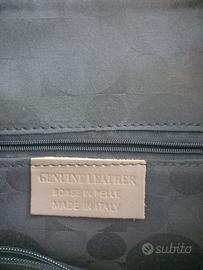 GENUINE LEATHER
BORSE IN PELLE
MADE IN ITALY
subito